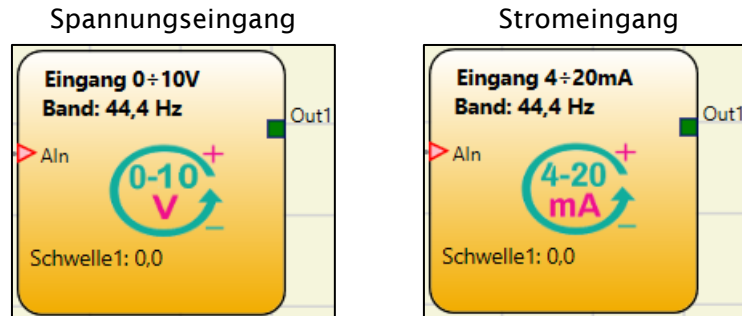 Spannungseingang
Eingang 0÷10V
Band: 44,4 Hz
Out1
AIn
+
0-10
V
−
Schwelle1: 0,0
Stromeingang
Eingang 4÷20mA
Band: 44,4 Hz
Out1
AIn
+
4-20
mA
−
Schwelle1: 0,0